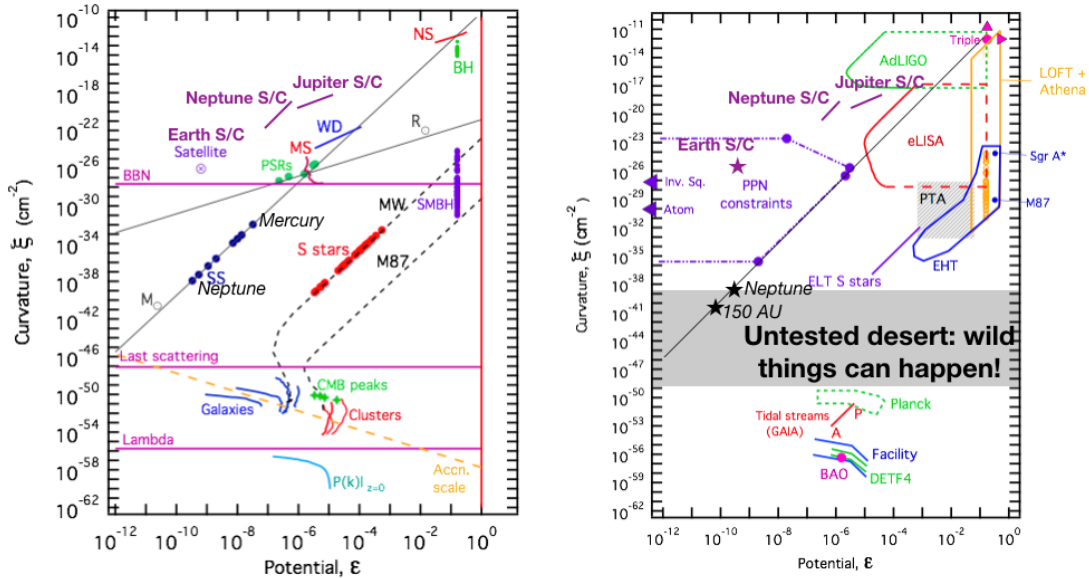 10⁻¹⁰
10⁻¹⁴
10⁻¹⁸
10⁻²²
10⁻²⁶
10⁻³⁰
10⁻³⁴
10⁻³⁸
10⁻⁴²
10⁻⁴⁶
10⁻⁵⁰
10⁻⁵⁴
10⁻⁵⁸
10⁻⁶²
Curvature, ξ (cm⁻²)
NS
BH
Jupiter S/C
Neptune S/C
WD
R
Earth S/C
Satellite
MS
PSRs
BBN
MW
SMBH
Mercury
S stars
M87
SS
Neptune
M
Last scattering
CMB peaks
Galaxies
Clusters
Lambda
Accn.
scale
P(k)| z=0
10⁻¹² 10⁻¹⁰ 10⁻⁸ 10⁻⁶ 10⁻⁴ 10⁻² 10⁰
Potential, ε
10⁻¹¹
10⁻¹⁴
10⁻¹⁷
10⁻²⁰
10⁻²³
10⁻²⁶
10⁻²⁹
10⁻³²
10⁻³⁵
10⁻³⁸
10⁻⁴¹
10⁻⁴⁴
10⁻⁴⁷
10⁻⁵⁰
10⁻⁵³
10⁻⁵⁶
10⁻⁵⁹
10⁻⁶²
Curvature, ξ (cm⁻²)
Triple
AdLIGO
LOFT +
Athena
Jupiter S/C
Neptune S/C
eLISA
Earth S/C
Sgr A*
PPN
constraints
Inv. Sq.
Atom
PTA
M87
EHT
ELT S stars
Neptune
150 AU
Untested desert: wild
things can happen!
Planck
Tidal streams
(GAIA)
P
A
Facility
BAO
DETF4
10⁻¹² 10⁻¹⁰ 10⁻⁸ 10⁻⁶ 10⁻⁴ 10⁻² 10⁰
Potential, ε